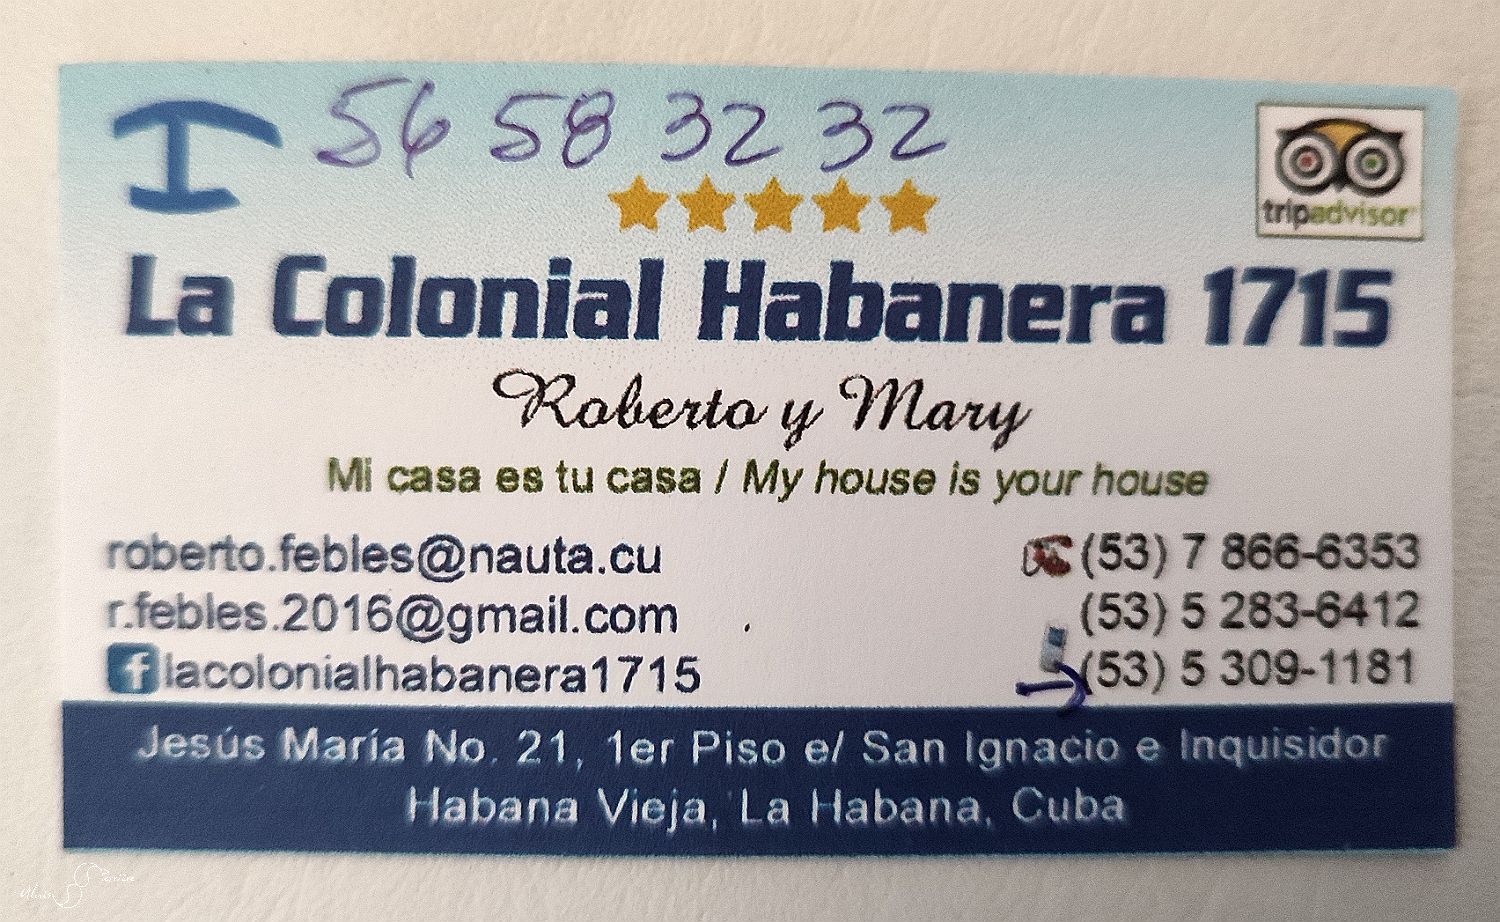 56 58 32 32
tripadvisor
La Colonial Habanera 1715
Roberto y Mary
Mi casa es tu casa / My house is your house
roberto.febles@nauta.cu
(53) 7 866-6353
r.febles.2016@gmail.com
(53) 5 283-6412
lacolonialhabanera1715
(53) 5 309-1181
Jesús María No. 21, 1er Piso e/ San Ignacio e Inquisidor
Habana Vieja, La Habana, Cuba